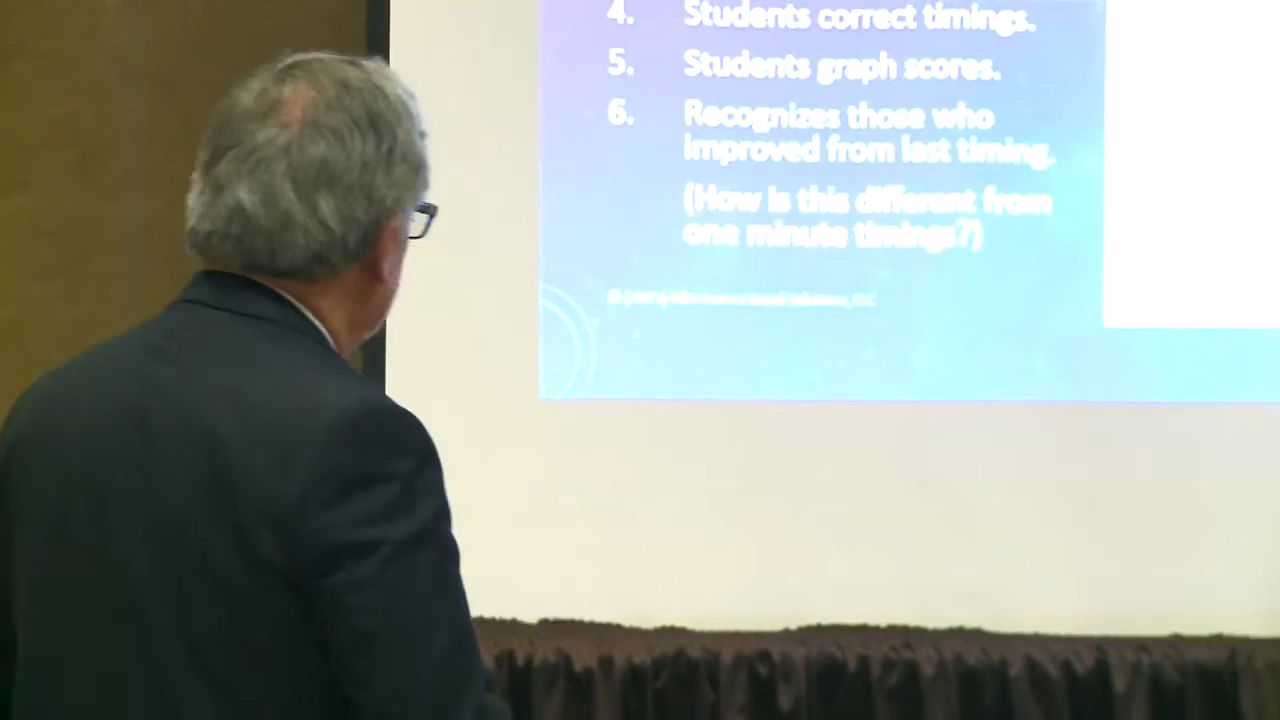 4. Students correct timings.
5. Students graph scores.
6. Recognizes those who
improved from last timing.
(How is this different from
one minute timings?)